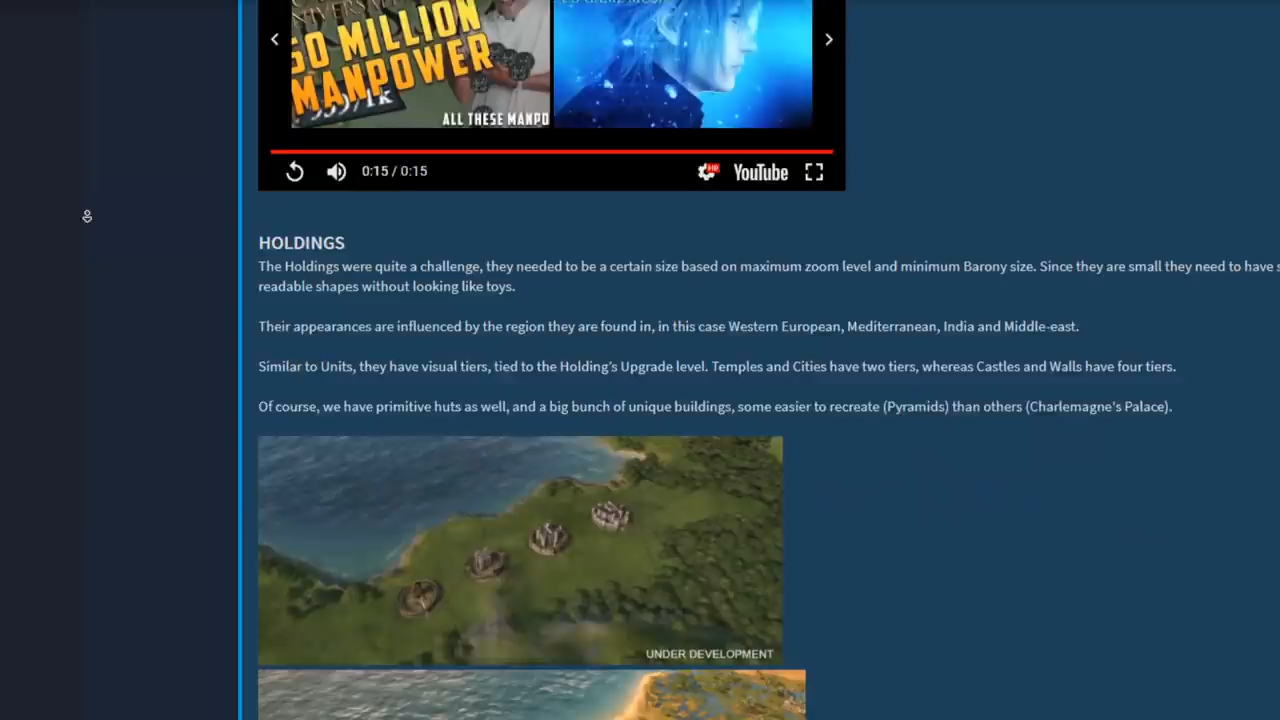 50 MILLION
MANPOWER
ALL THESE MANPO
0:15 / 0:15
HD
YouTube
HOLDINGS
The Holdings were quite a challenge, they needed to be a certain size based on maximum zoom level and minimum Barony size. Since they are small they need to have
readable shapes without looking like toys.
Their appearances are influenced by the region they are found in, in this case Western European, Mediterranean, India and Middle-east.
Similar to Units, they have visual tiers, tied to the Holding's Upgrade level. Temples and Cities have two tiers, whereas Castles and Walls have four tiers.
Of course, we have primitive huts as well, and a big bunch of unique buildings, some easier to recreate (Pyramids) than others (Charlemagne's Palace).
UNDER DEVELOPMENT